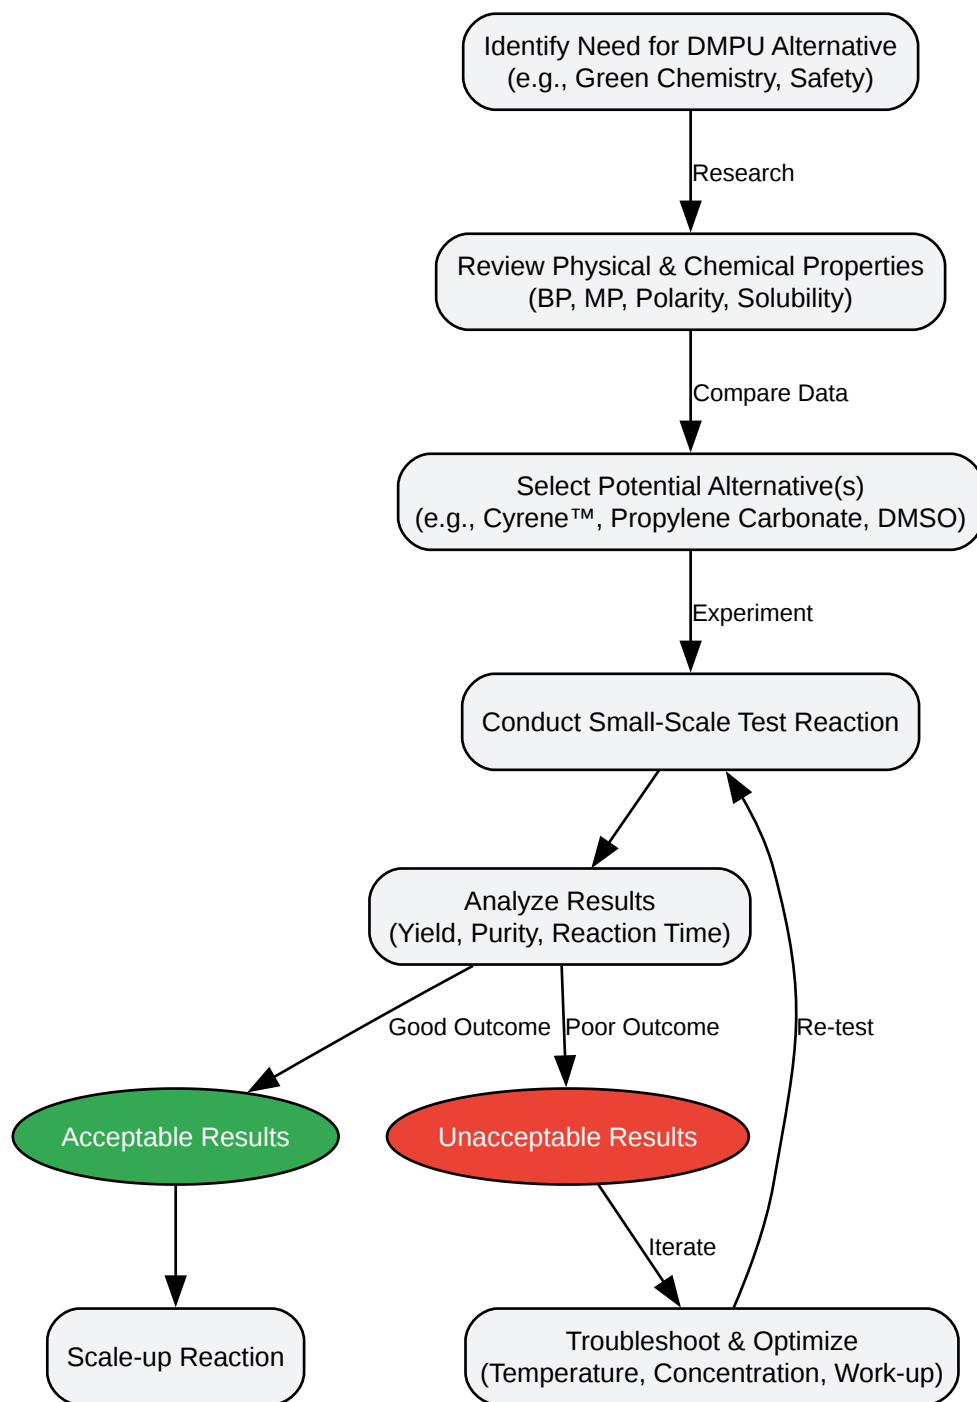 Identify Need for DMPU Alternative
(e.g., Green Chemistry, Safety)
Research
Review Physical & Chemical Properties
(BP, MP, Polarity, Solubility)
Compare Data
Select Potential Alternative(s)
(e.g., Cyrene™, Propylene Carbonate, DMSO)
Experiment
Conduct Small-Scale Test Reaction
Analyze Results
(Yield, Purity, Reaction Time)
Good Outcome
Poor Outcome
Re-test
Acceptable Results
Unacceptable Results
Iterate
Scale-up Reaction
Troubleshoot & Optimize
(Temperature, Concentration, Work-up)